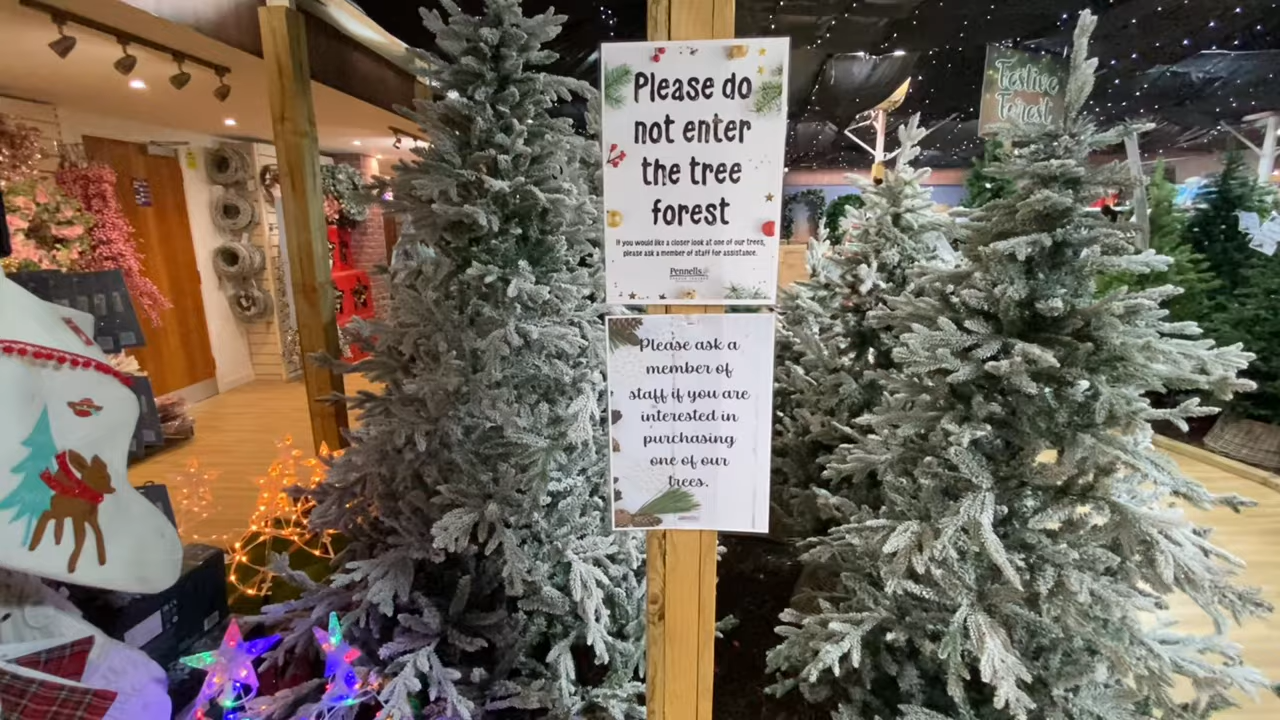 Please do
not enter
the tree
forest
If you would like a closer look at one of our trees,
please ask a member of staff for assistance.
Pennells
Please ask a
member of
staff if you are
interested in
purchasing
one of our
trees.
Festive
Forest